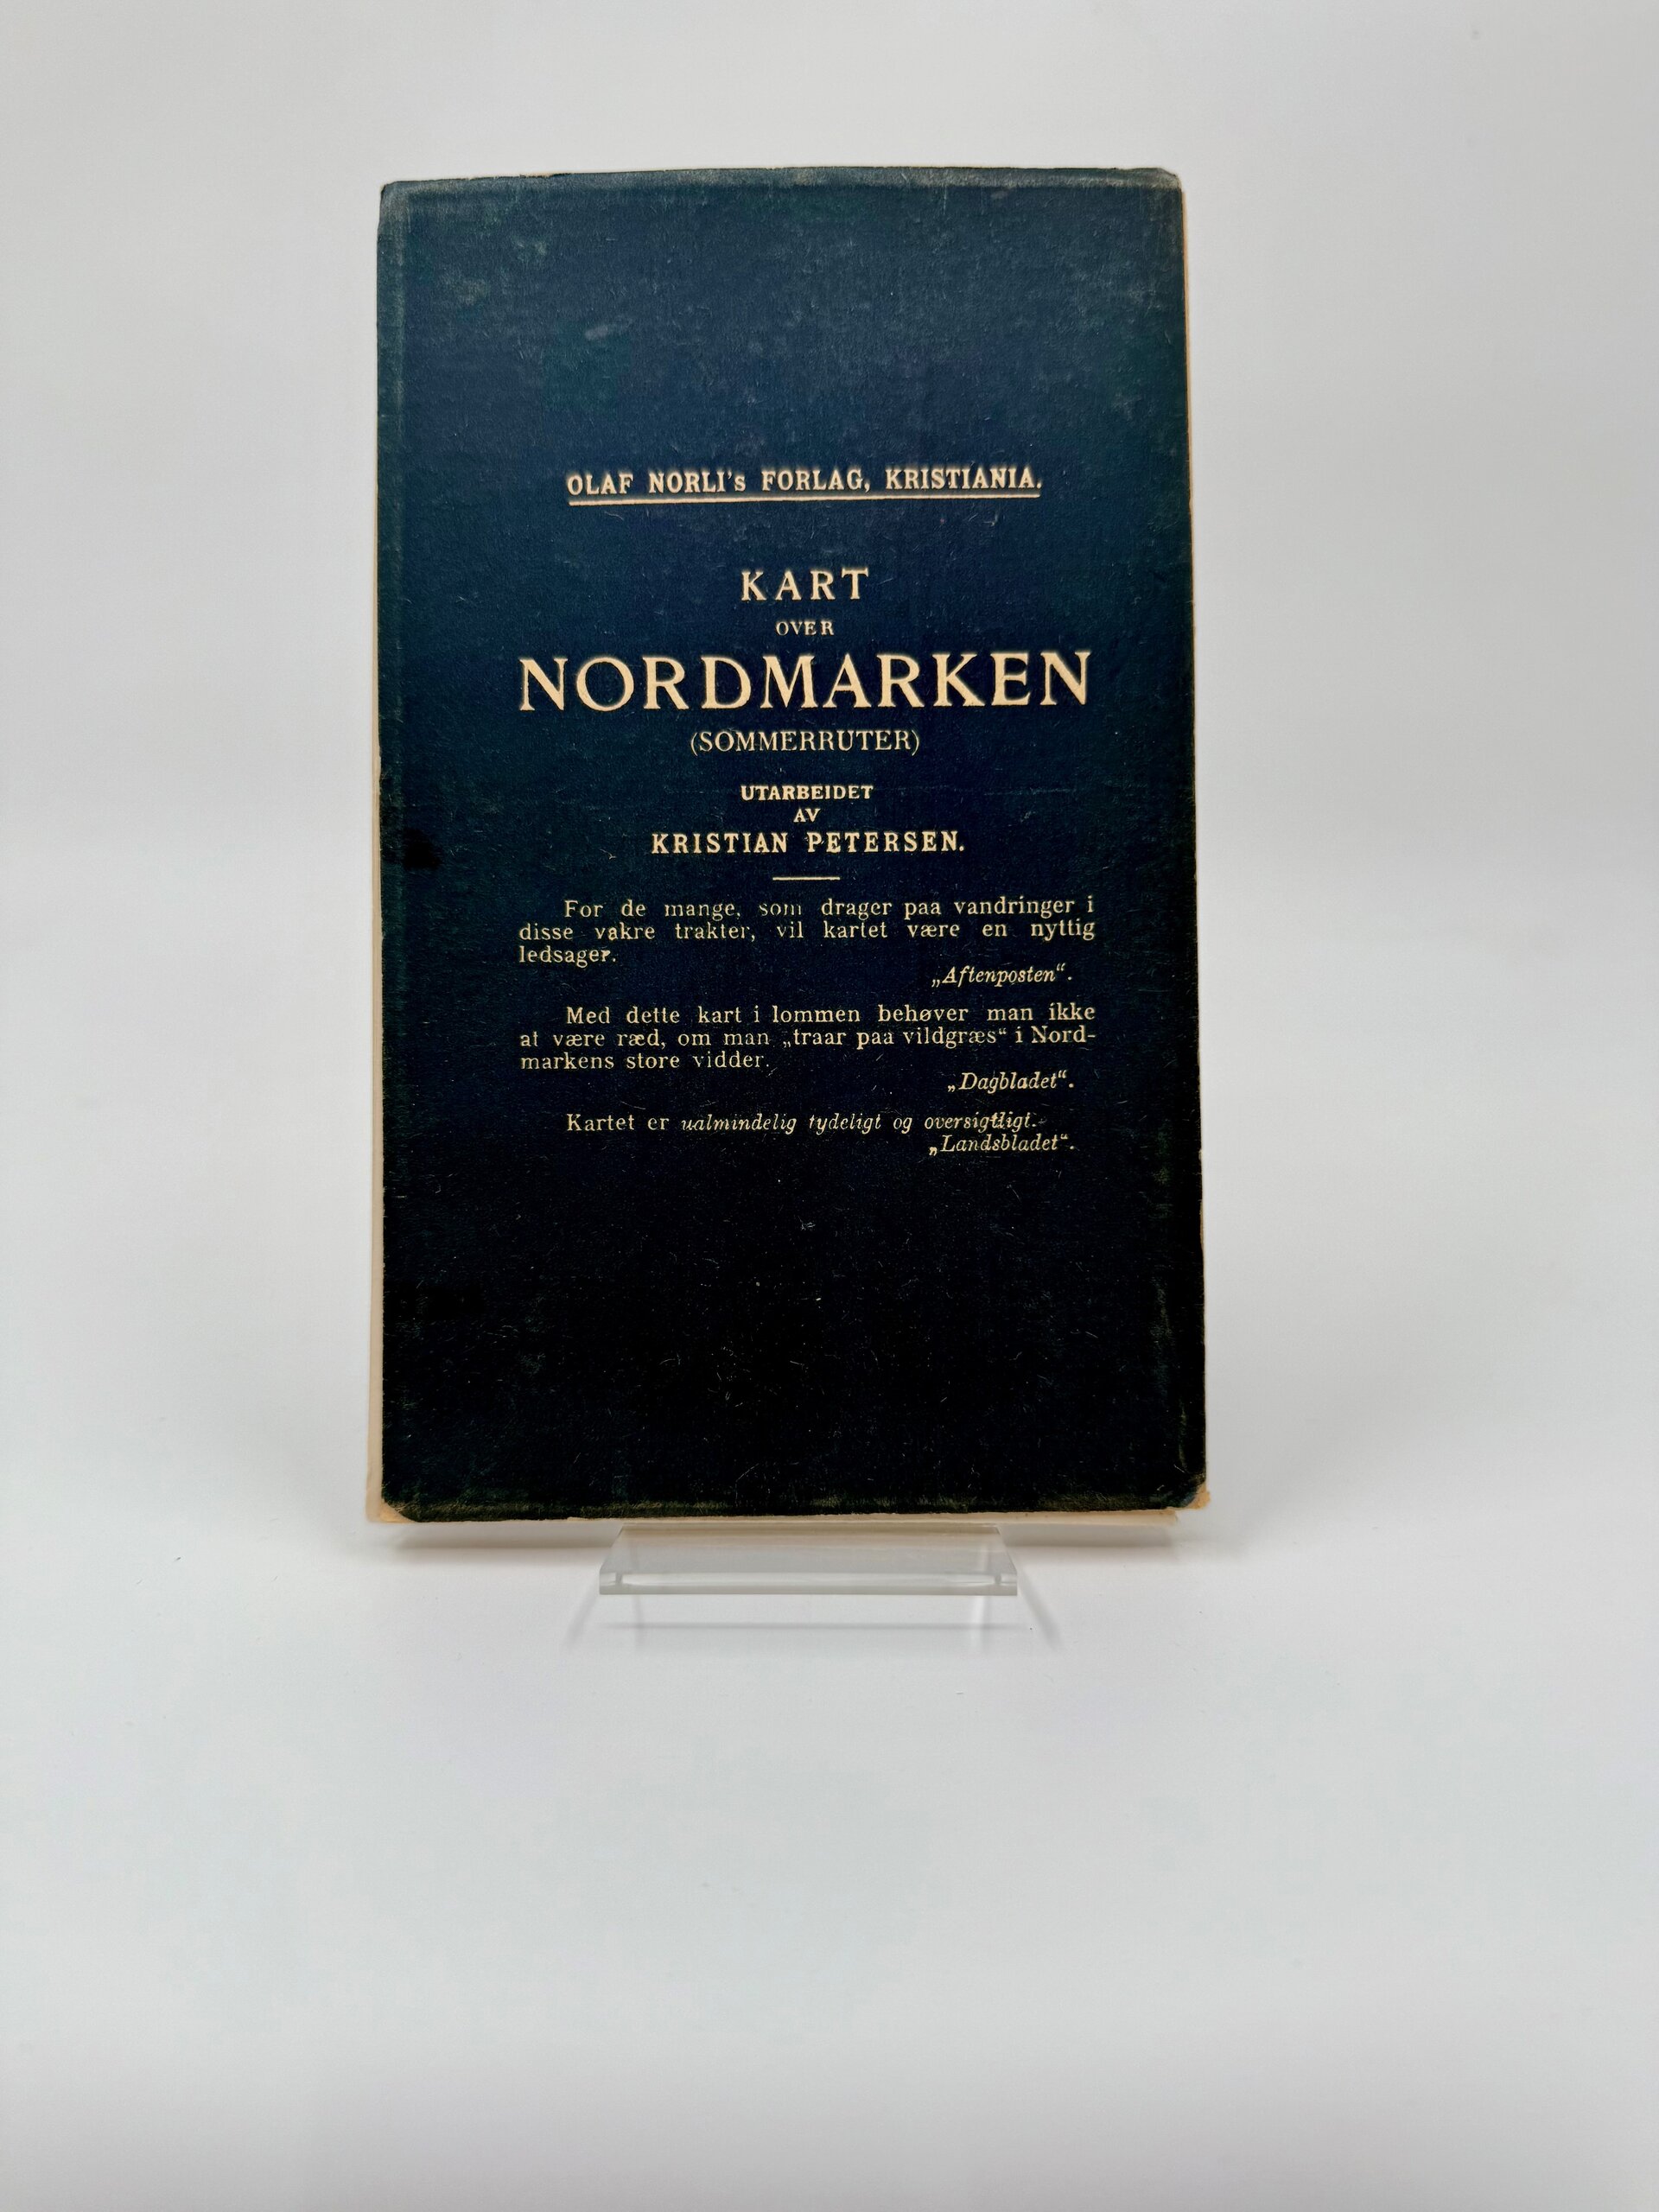 OLAF NORLI's FORLAG, KRISTIANIA.
KART
OVER
NORDMARKEN
(SOMMERRUTER)
UTARBEIDET
AV
KRISTIAN PETERSEN.
For de mange, som drager paa vandringer i
disse vakre trakter, vil kartet være en nyttig
ledsager.
„Aftenposten“.
Med dette kart i lommen behøver man ikke
at være ræd, om man „traar paa vildgræs“ i Nord-
markens store vidder.
„Dagbladet“.
Kartet er ualmindelig tydeligt og oversigtligt.
„Landsbladet“.